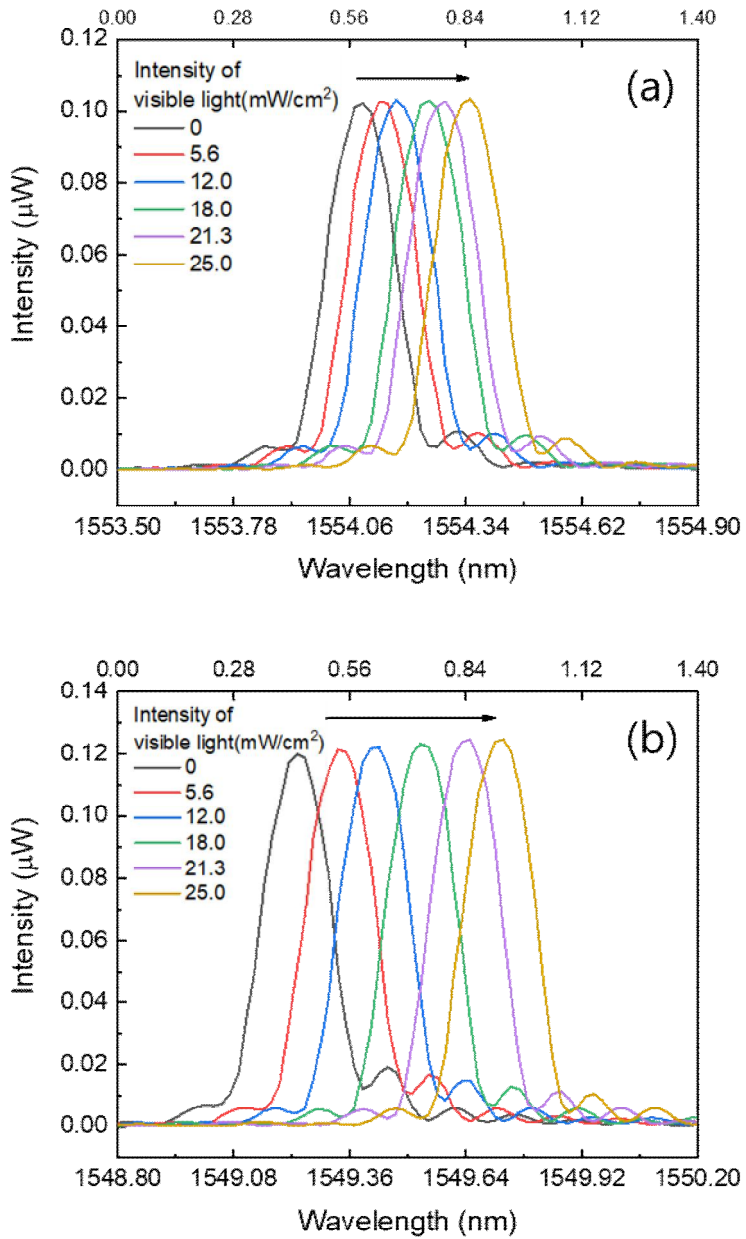 0.00 0.28 0.56 0.84 1.12 1.40
0.12
Intensity of
visible light(mW/cm²)
(a)
0
5.6
12.0
18.0
21.3
25.0
0.10
0.08
0.06
0.04
0.02
0.00
Intensity (μW)
1553.50 1553.78 1554.06 1554.34 1554.62 1554.90
Wavelength (nm)
0.00 0.28 0.56 0.84 1.12 1.40
0.14
Intensity of
visible light(mW/cm²)
(b)
0
5.6
12.0
18.0
21.3
25.0
0.12
0.10
0.08
0.06
0.04
0.02
0.00
Intensity (μW)
1548.80 1549.08 1549.36 1549.64 1549.92 1550.20
Wavelength (nm)